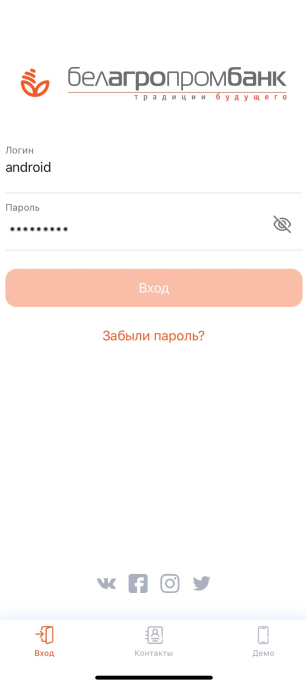 белагропромбанк
традиции будущего
Логин
android
Пароль
•••••••••
Вход
Забыли пароль?
Вход Контакты Демо